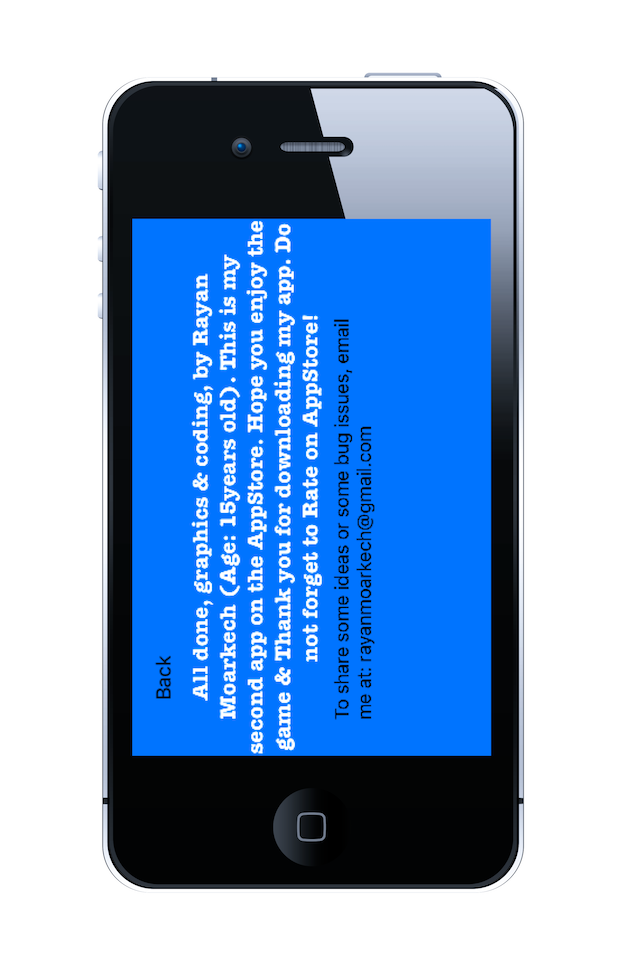 Back
All done, graphics & coding, by Rayan
Moarkech (Age: 15years old). This is my
second app on the AppStore. Hope you enjoy the
game & Thank you for downloading my app. Do
not forget to Rate on AppStore!
To share some ideas or some bug issues, email
me at: rayanmoarkech@gmail.com